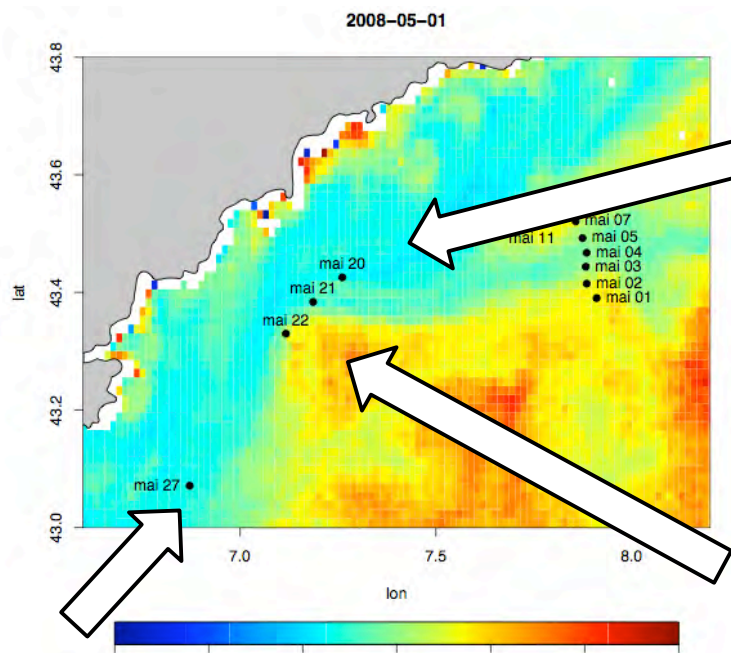 2008-05-01
43.8
43.6
43.4
43.2
43.0
lat
mai 07
mai 11
mai 05
mai 04
mai 03
mai 02
mai 01
mai 20
mai 21
mai 22
mai 27
7.0
7.5
8.0
lon